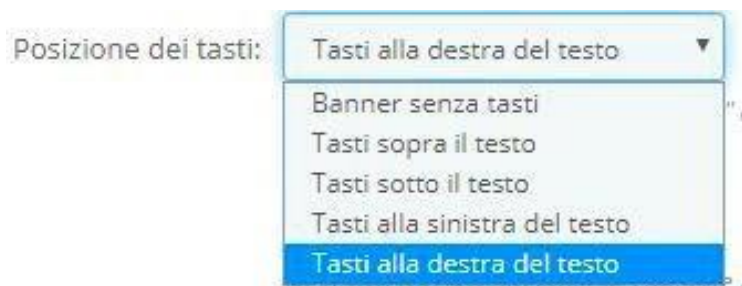 Posizione dei tasti: Tasti alla destra del testo
Banner senza tasti
Tasti sopra il testo
Tasti sotto il testo
Tasti alla sinistra del testo
Tasti alla destra del testo